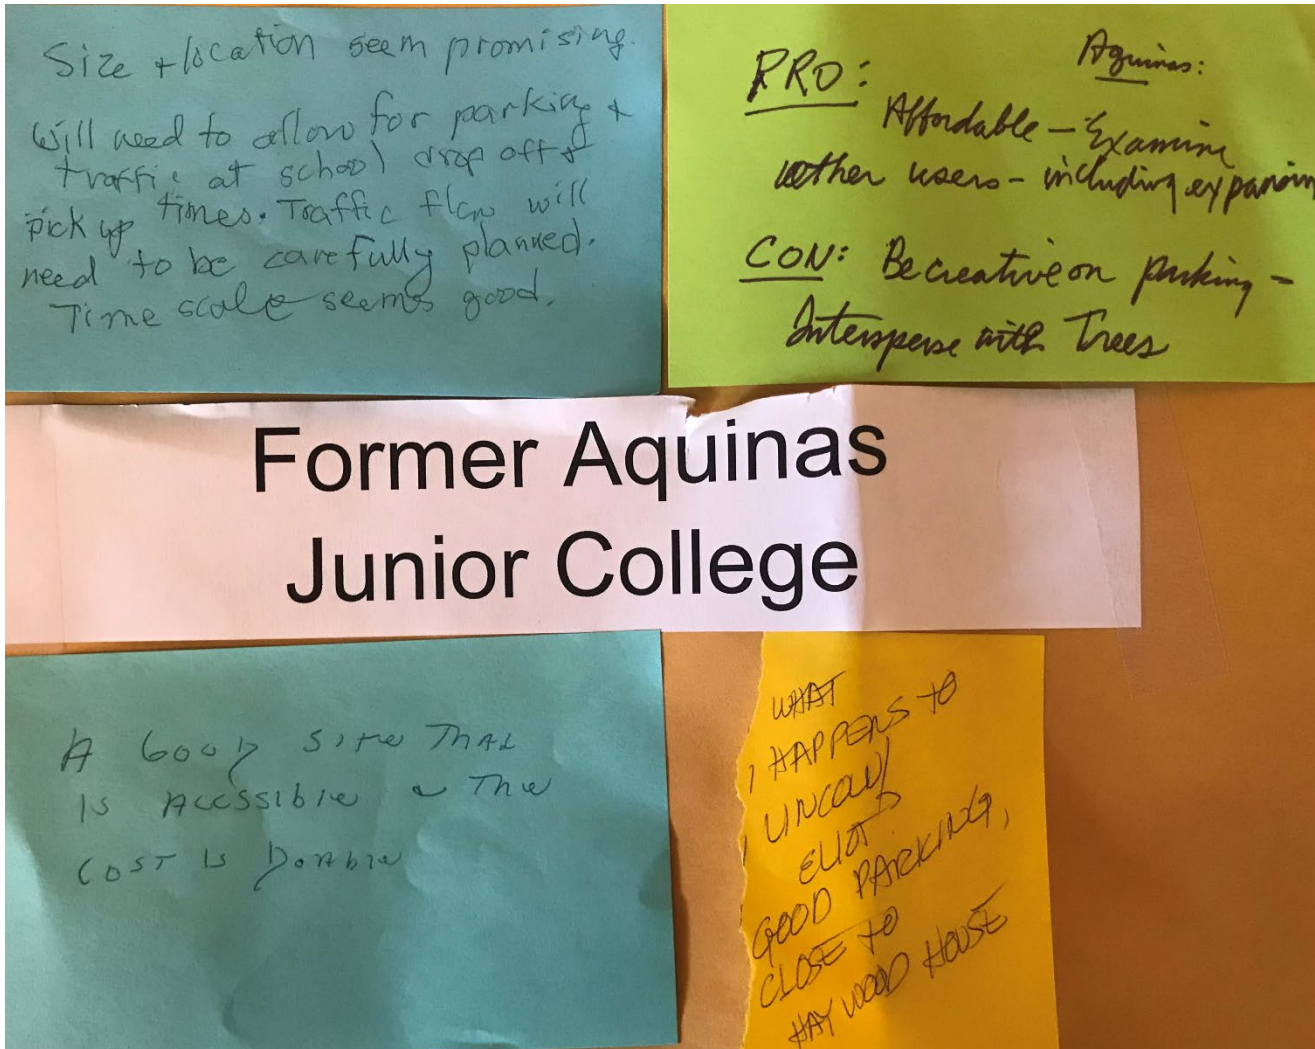 Size + location seem promising.
Will need to allow for parking +
traffic at school drop off +
pick up times. Traffic flow will
need to be carefully planned.
Time scale seems good.
Aquinas:
PRO:
Affordable – Examine
other users – including expansion
CON: Be creative on parking –
Intersperse with Trees
Former Aquinas
Junior College
A Good Site That
Is Accssible + The
Cost Is Doable
WHAT
HAPPENS TO
LINCOLN/
ELIOT
GOOD PARKING,
CLOSE TO
HAYWOOD HOUSE